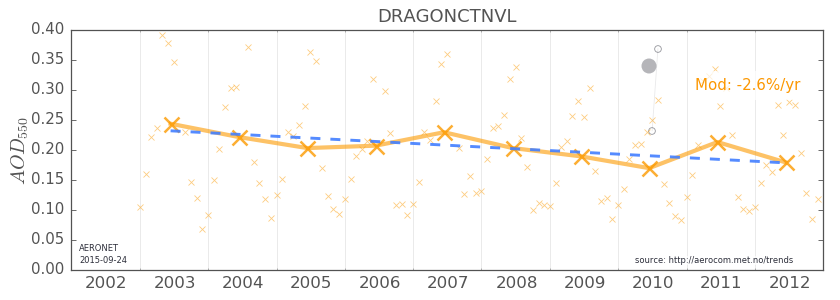 DRAGONCTNVL
0.40
0.35
0.30
0.25
0.20
0.15
0.10
0.05
0.00
AOD550
Mod: -2.6%/yr
AERONET
2015-09-24
source: http://aerocom.met.no/trends
2002 2003 2004 2005 2006 2007 2008 2009 2010 2011 2012